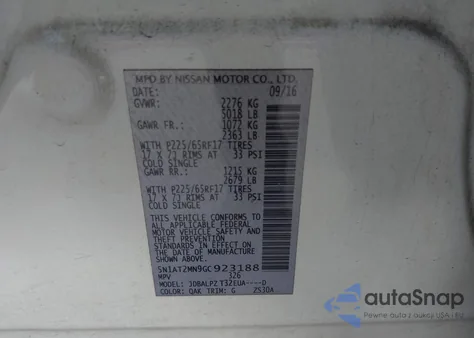 MFD BY NISSAN MOTOR CO., LTD.
DATE: 09/16
GVWR: 2276 KG
5018 LB
GAWR FR.: 1072 KG
2363 LB
WITH P225/65RF17 TIRES
17 X 7J RIMS AT 33 PSI
COLD SINGLE
GAWR RR.: 1215 KG
2679 LB
WITH P225/65RF17 TIRES
17 X 7J RIMS AT 33 PSI
COLD SINGLE
THIS VEHICLE CONFORMS TO
ALL APPLICABLE FEDERAL
MOTOR VEHICLE SAFETY AND
THEFT PREVENTION
STANDARDS IN EFFECT ON
THE DATE OF MANUFACTURE
SHOWN ABOVE.
5N1AT2MN9GC923188
MPV 326
MODEL: JDBALPZ T3ZEUA----D
COLOR: QAK TRIM: G 2530A
autoSnap